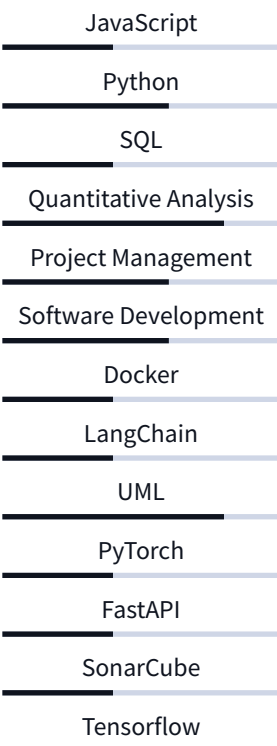 JavaScript
Python
SQL
Quantitative Analysis
Project Management
Software Development
Docker
LangChain
UML
PyTorch
FastAPI
SonarCube
Tensorflow